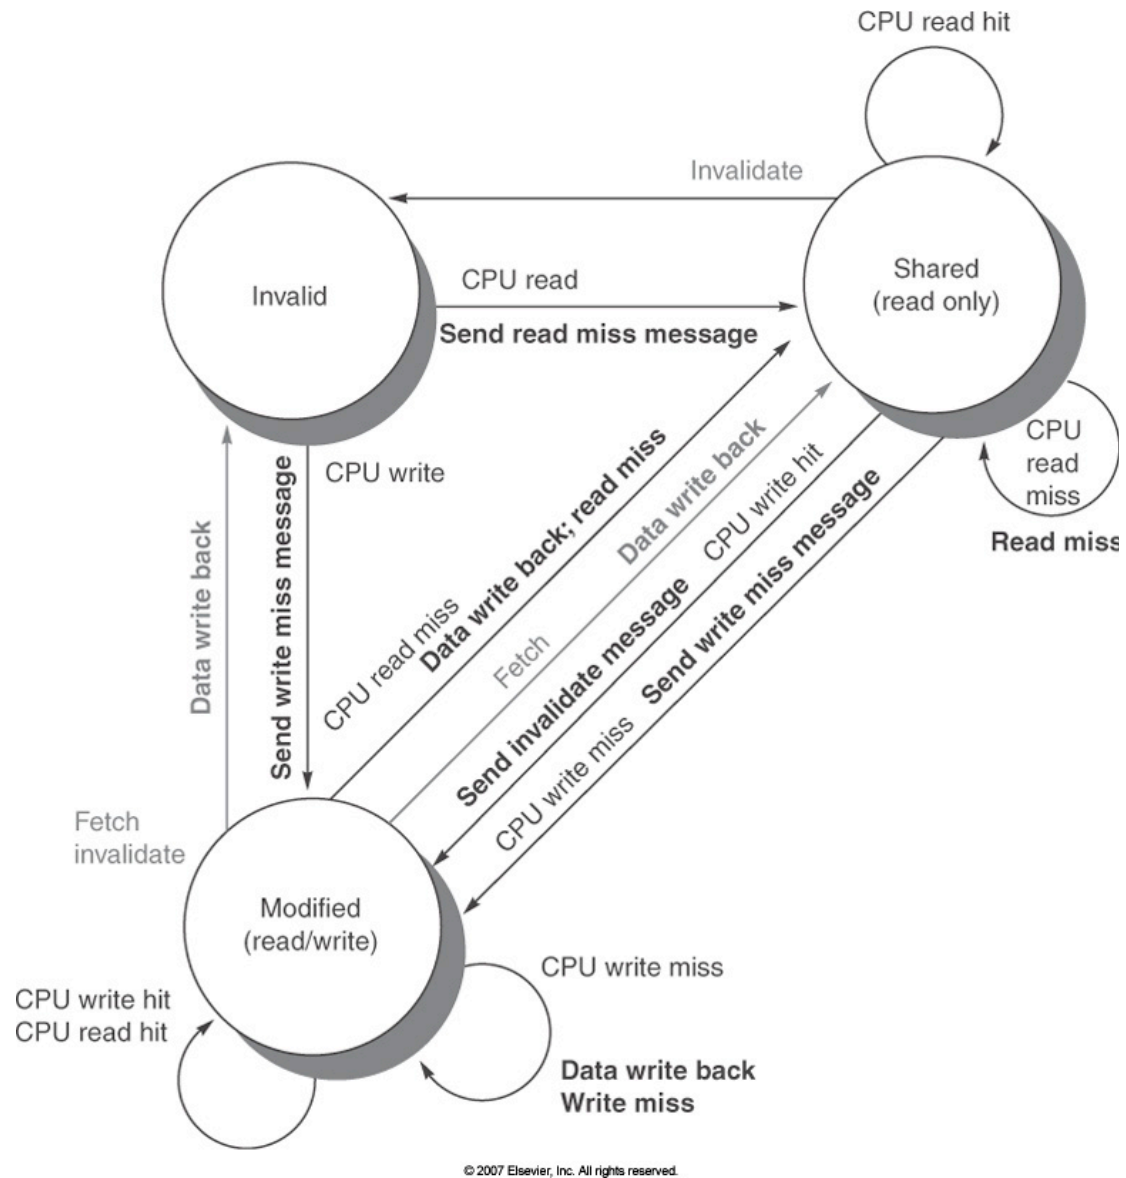 CPU read hit
Invalidate
Invalid
CPU read
Send read miss message
Shared
(read only)
CPU
read
miss
Read miss
CPU write
Send write miss message
Data write back
Fetch
invalidate
CPU read miss
Data write back; read miss
Fetch
Data write back
Send invalidate message
CPU write hit
CPU write miss
Send write miss message
Modified
(read/write)
CPU write hit
CPU read hit
CPU write miss
Data write back
Write miss
© 2007 Elsevier, Inc. All rights reserved.